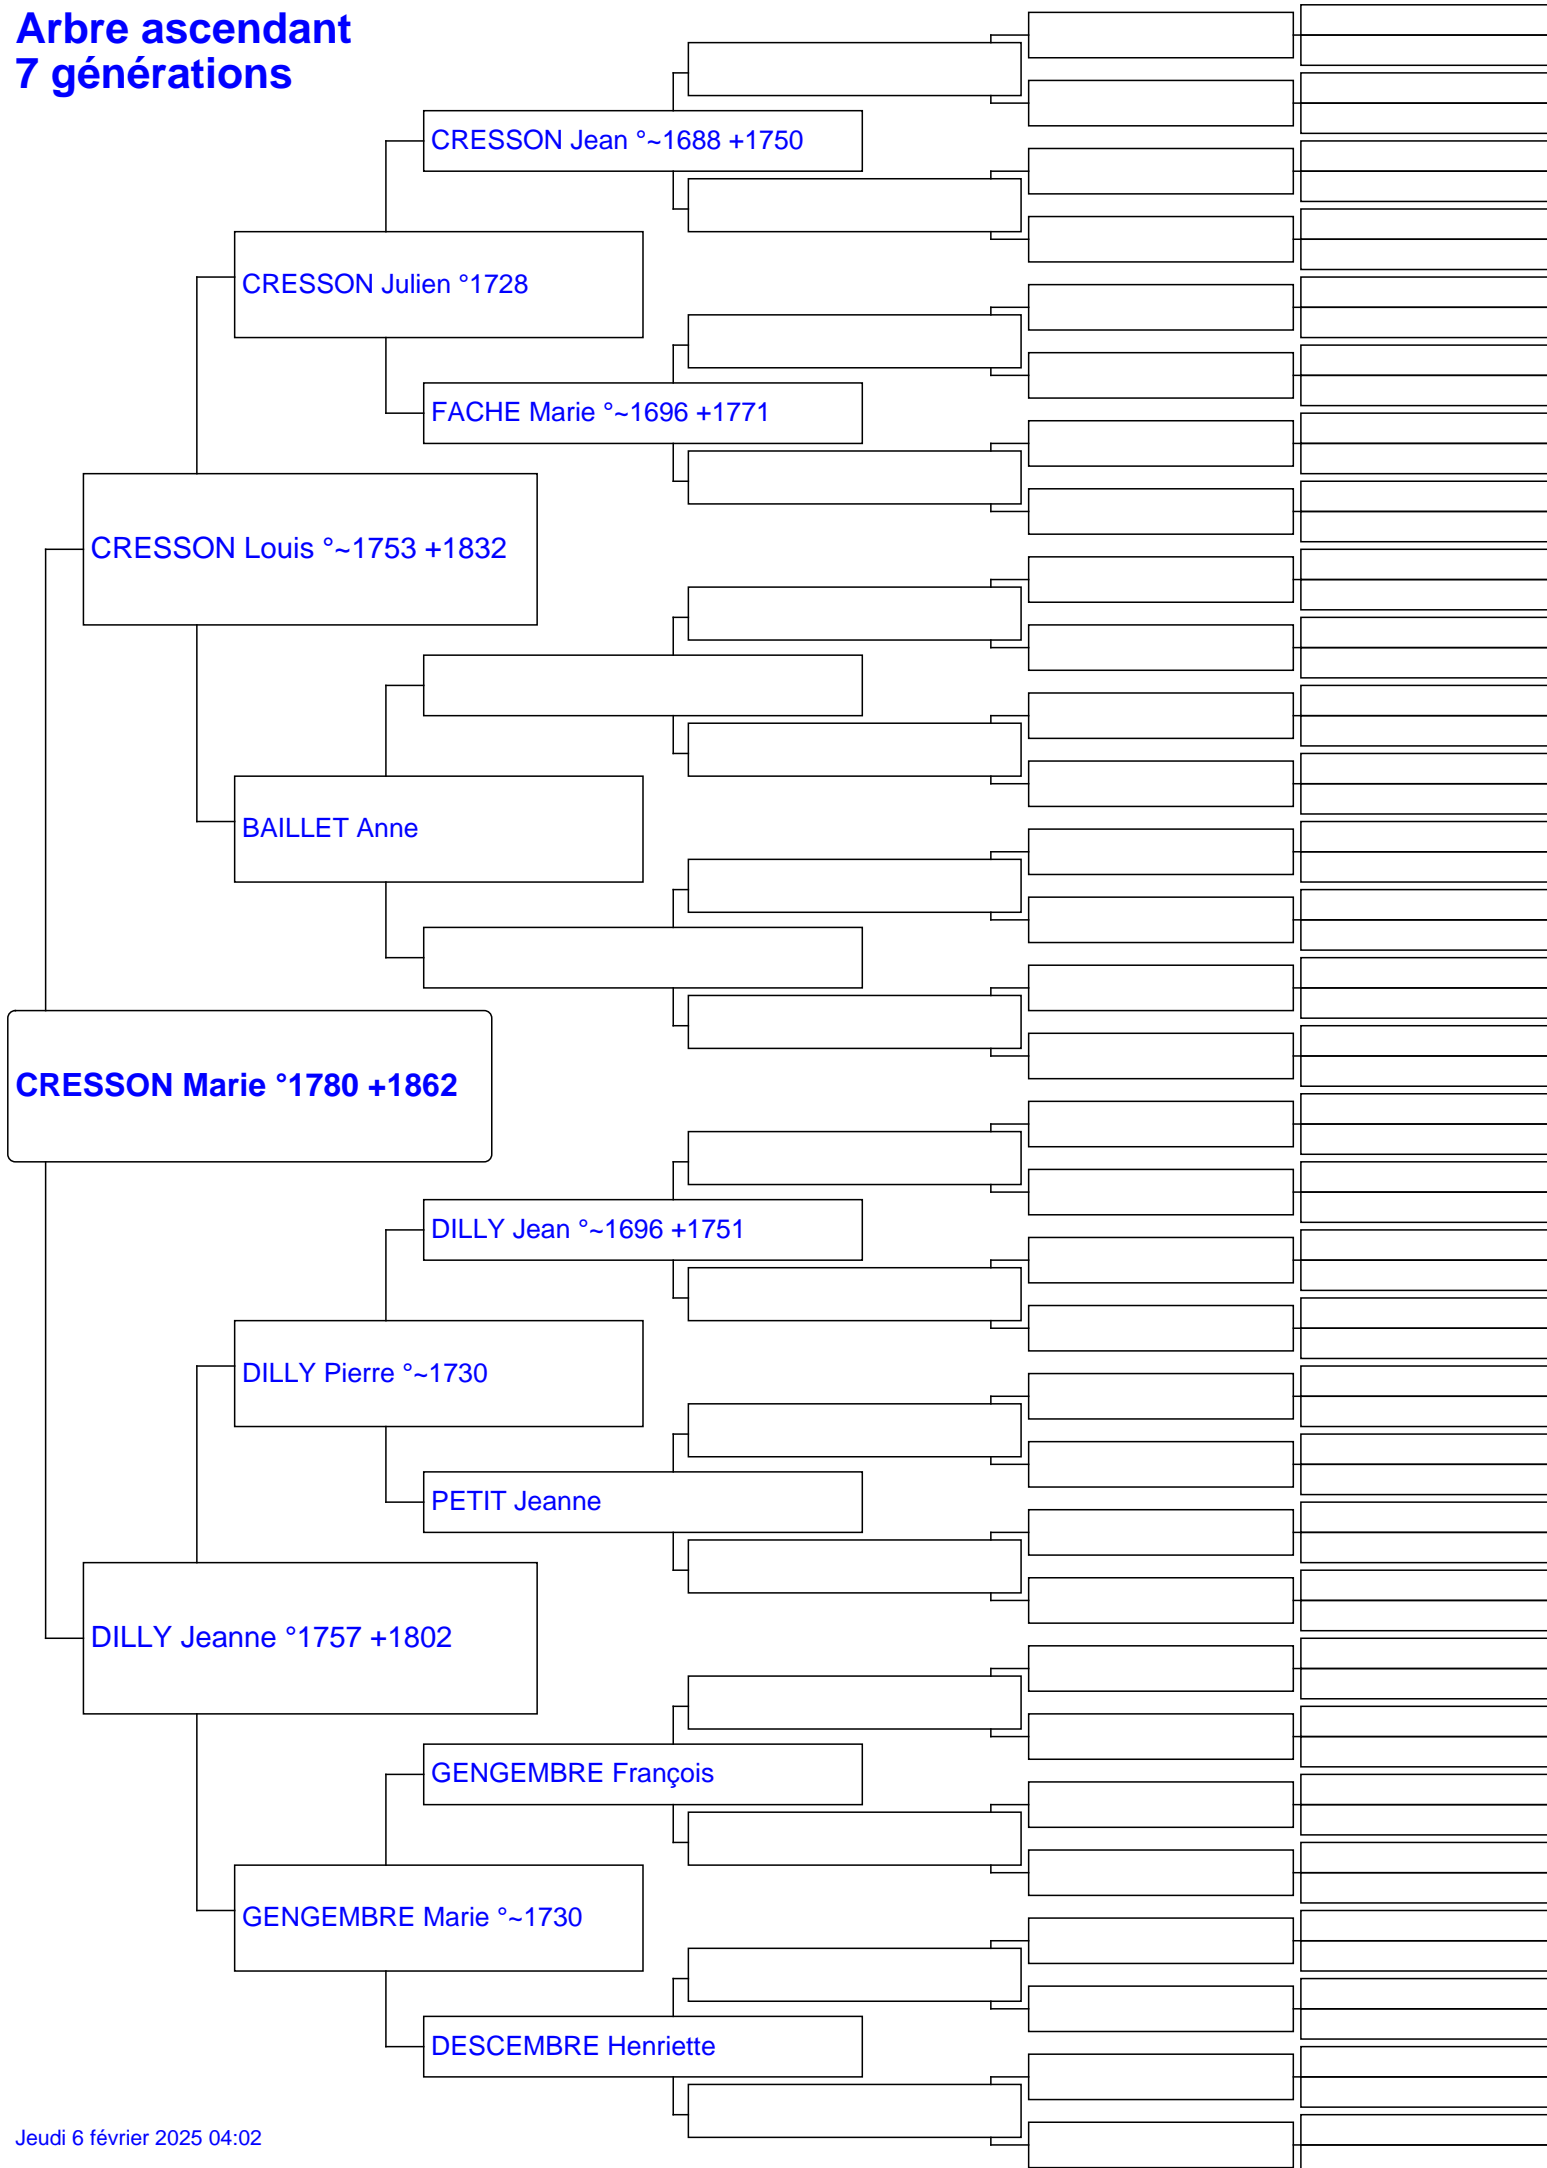 Arbre ascendant
7 générations
CRESSON Jean °~1688 +1750
CRESSON Julien °1728
FACHE Marie °~1696 +1771
CRESSON Louis °~1753 +1832
BAILLET Anne
CRESSON Marie °1780 +1862
DILLY Jean °~1696 +1751
DILLY Pierre °~1730
PETIT Jeanne
DILLY Jeanne °1757 +1802
GENGEMBRE François
GENGEMBRE Marie °~1730
DESCEMBRE Henriette
Jeudi 6 février 2025 04:02